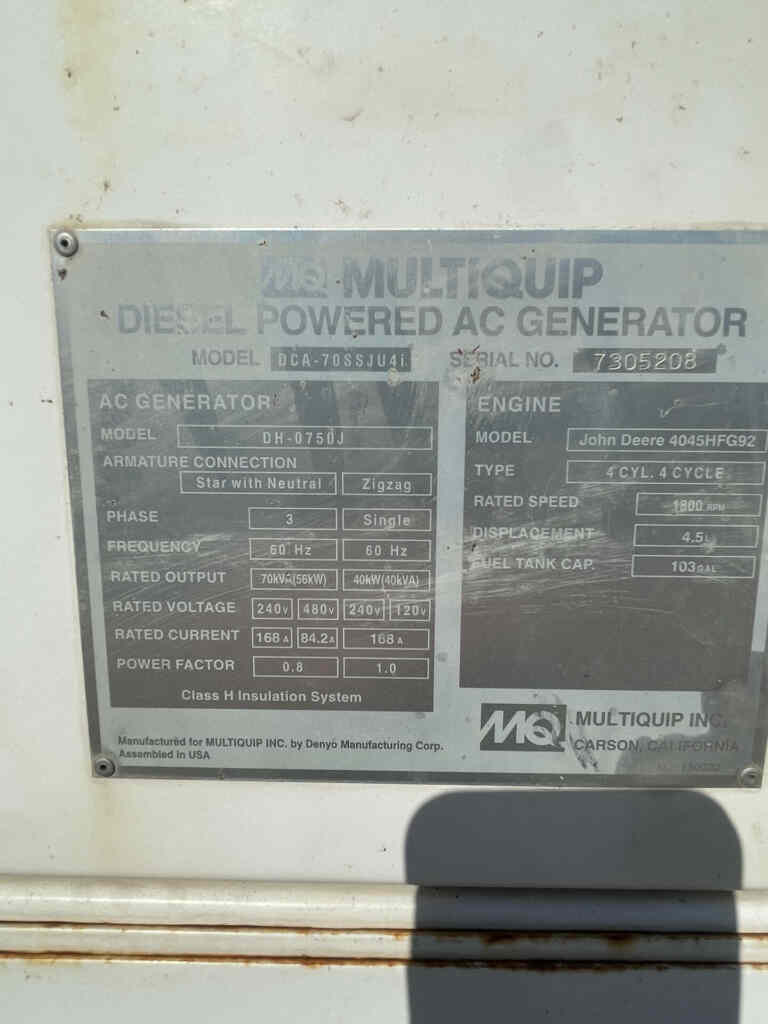 MQ MULTIQUIP
DIESEL POWERED AC GENERATOR
MODEL DCA-70SSJU4i SERIAL NO. 7305208
AC GENERATOR
MODEL DH-0750J
ARMATURE CONNECTION
Star with Neutral Zigzag
PHASE 3 Single
FREQUENCY 60 Hz 60 Hz
RATED OUTPUT 70kVA(56kW) 40kW(40kVA)
RATED VOLTAGE 240V 480V 240V 120V
RATED CURRENT 168 A 84.2A 168 A
POWER FACTOR 0.8 1.0
Class H Insulation System
ENGINE
MODEL John Deere 4045HFG92
TYPE 4 CYL. 4 CYCLE
RATED SPEED 1800 RPM
DISPLACEMENT 4.5L
FUEL TANK CAP. 103GAL
Manufactured for MULTIQUIP INC. by Denyo Manufacturing Corp.
Assembled in USA
MQ MULTIQUIP INC.
CARSON, CALIFORNIA